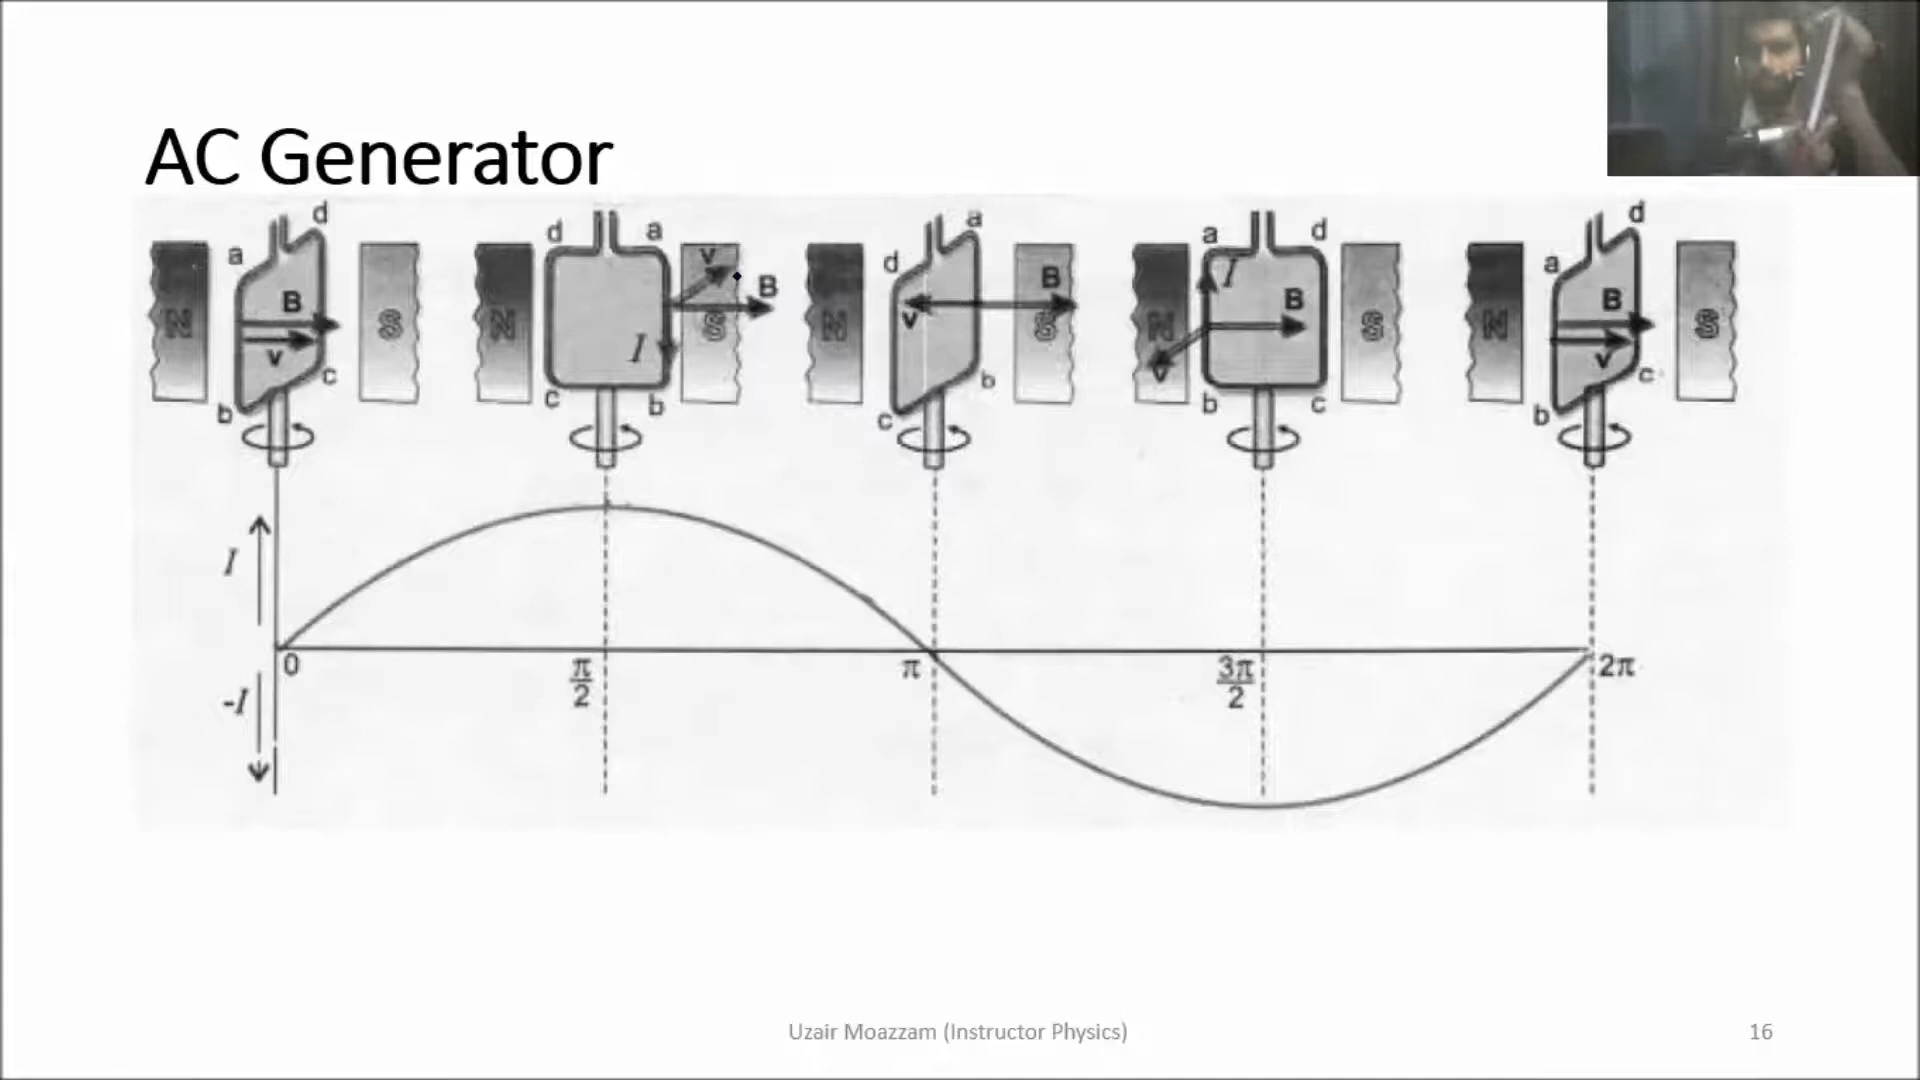 AC Generator
d
a
N
B
v
S
c
b
d
a
N
v
B
S
I
c
b
a
d
N
B
v
S
b
c
a
d
N
I
B
v
S
b
c
d
a
N
B
v
S
c
b
I
-I
0
π
2
π
3π
2
2π
Uzair Moazzam (Instructor Physics)
16